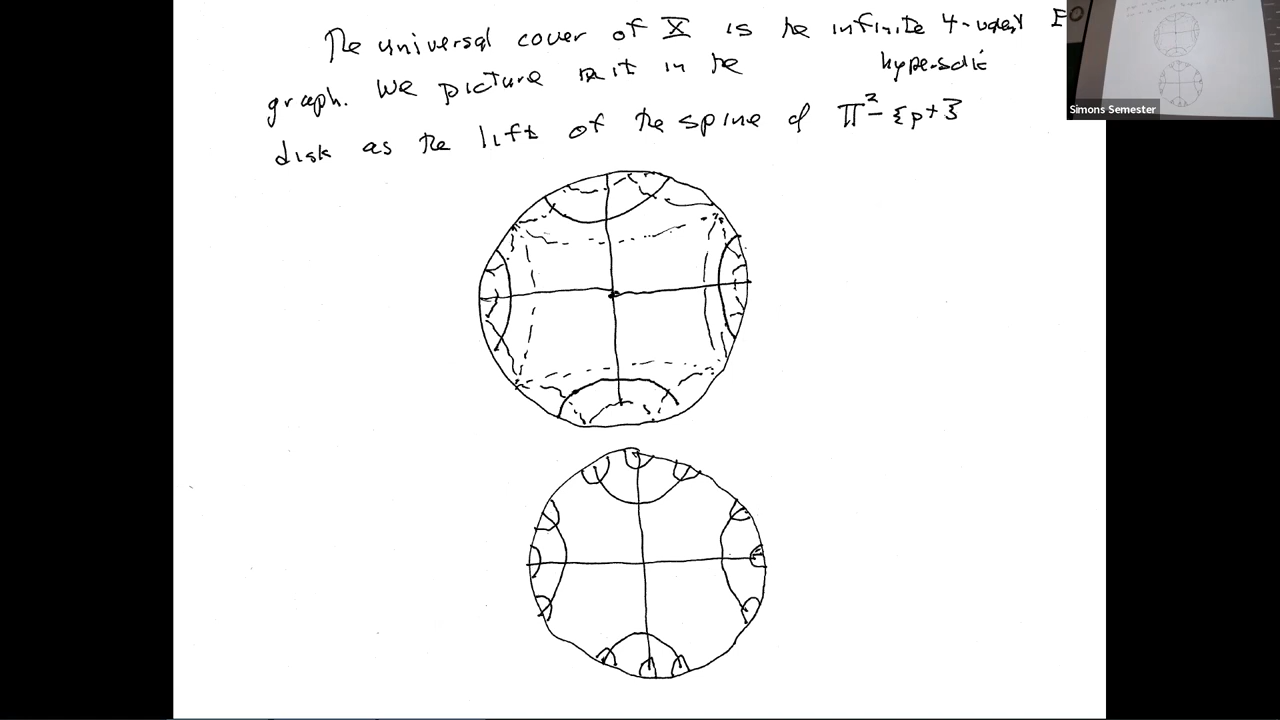 The universal cover of X is the infinite 4-valent
graph. We picture it in the hyperbolic
disk as the lift of the spine of 𝕋² - {pt}
Simons Semester